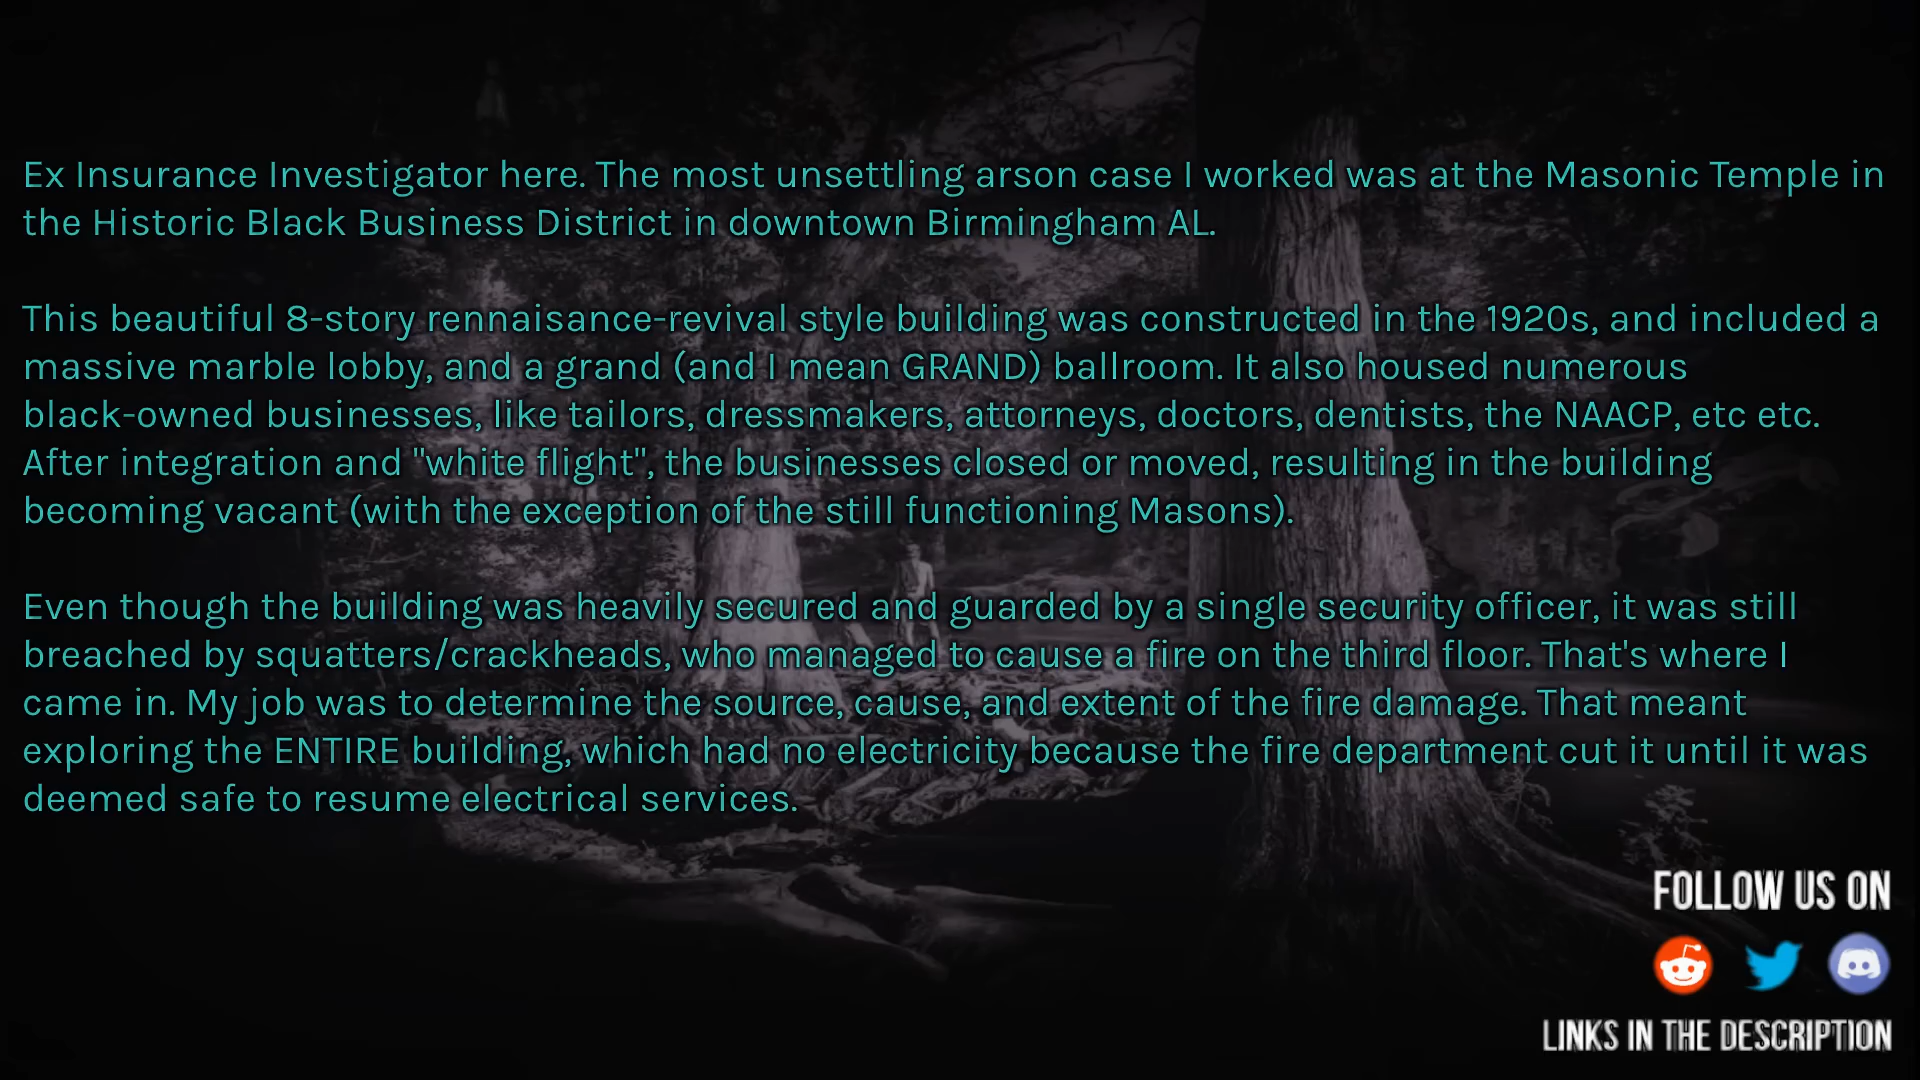 Ex Insurance Investigator here. The most unsettling arson case I worked was at the Masonic Temple in
the Historic Black Business District in downtown Birmingham AL.
This beautiful 8-story rennaisance-revival style building was constructed in the 1920s, and included a
massive marble lobby, and a grand (and I mean GRAND) ballroom. It also housed numerous
black-owned businesses, like tailors, dressmakers, attorneys, doctors, dentists, the NAACP, etc etc.
After integration and "white flight", the businesses closed or moved, resulting in the building
becoming vacant (with the exception of the still functioning Masons).
Even though the building was heavily secured and guarded by a single security officer, it was still
breached by squatters/crackheads, who managed to cause a fire on the third floor. That's where I
came in. My job was to determine the source, cause, and extent of the fire damage. That meant
exploring the ENTIRE building, which had no electricity because the fire department cut it until it was
deemed safe to resume electrical services.
FOLLOW US ON
LINKS IN THE DESCRIPTION